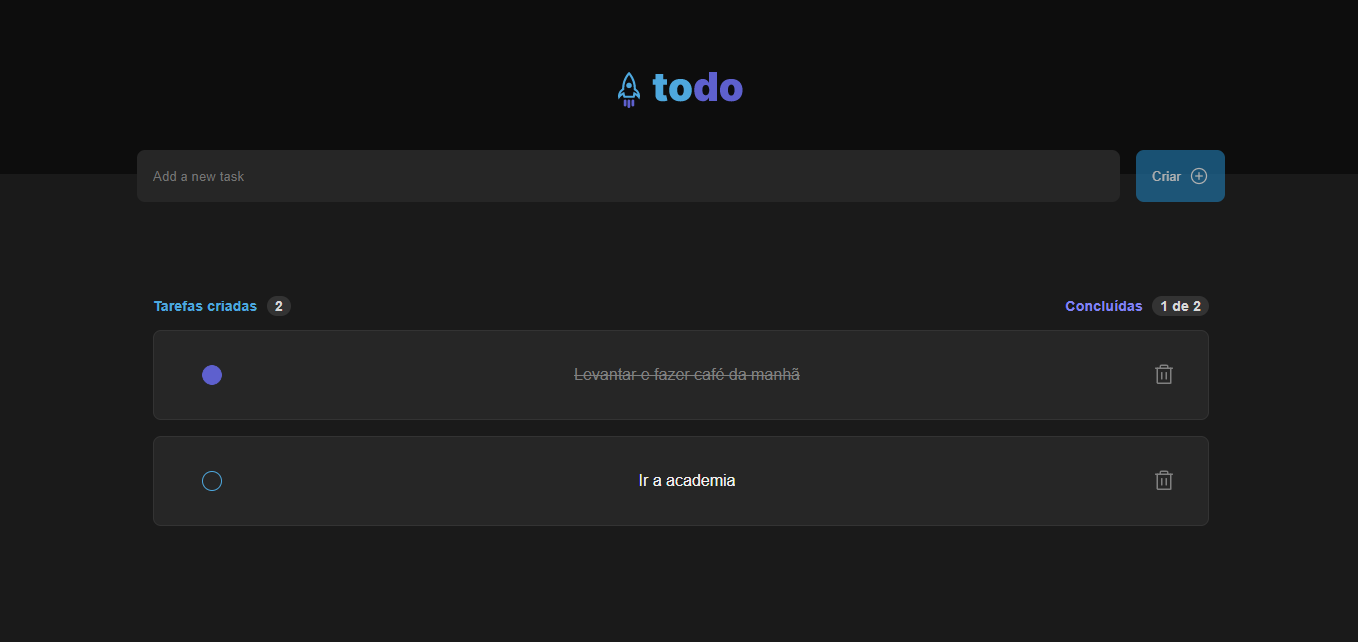 todo
Add a new task
Criar
Tarefas criadas 2
Concluídas 1 de 2
Levantar e fazer café da manhã
Ir a academia